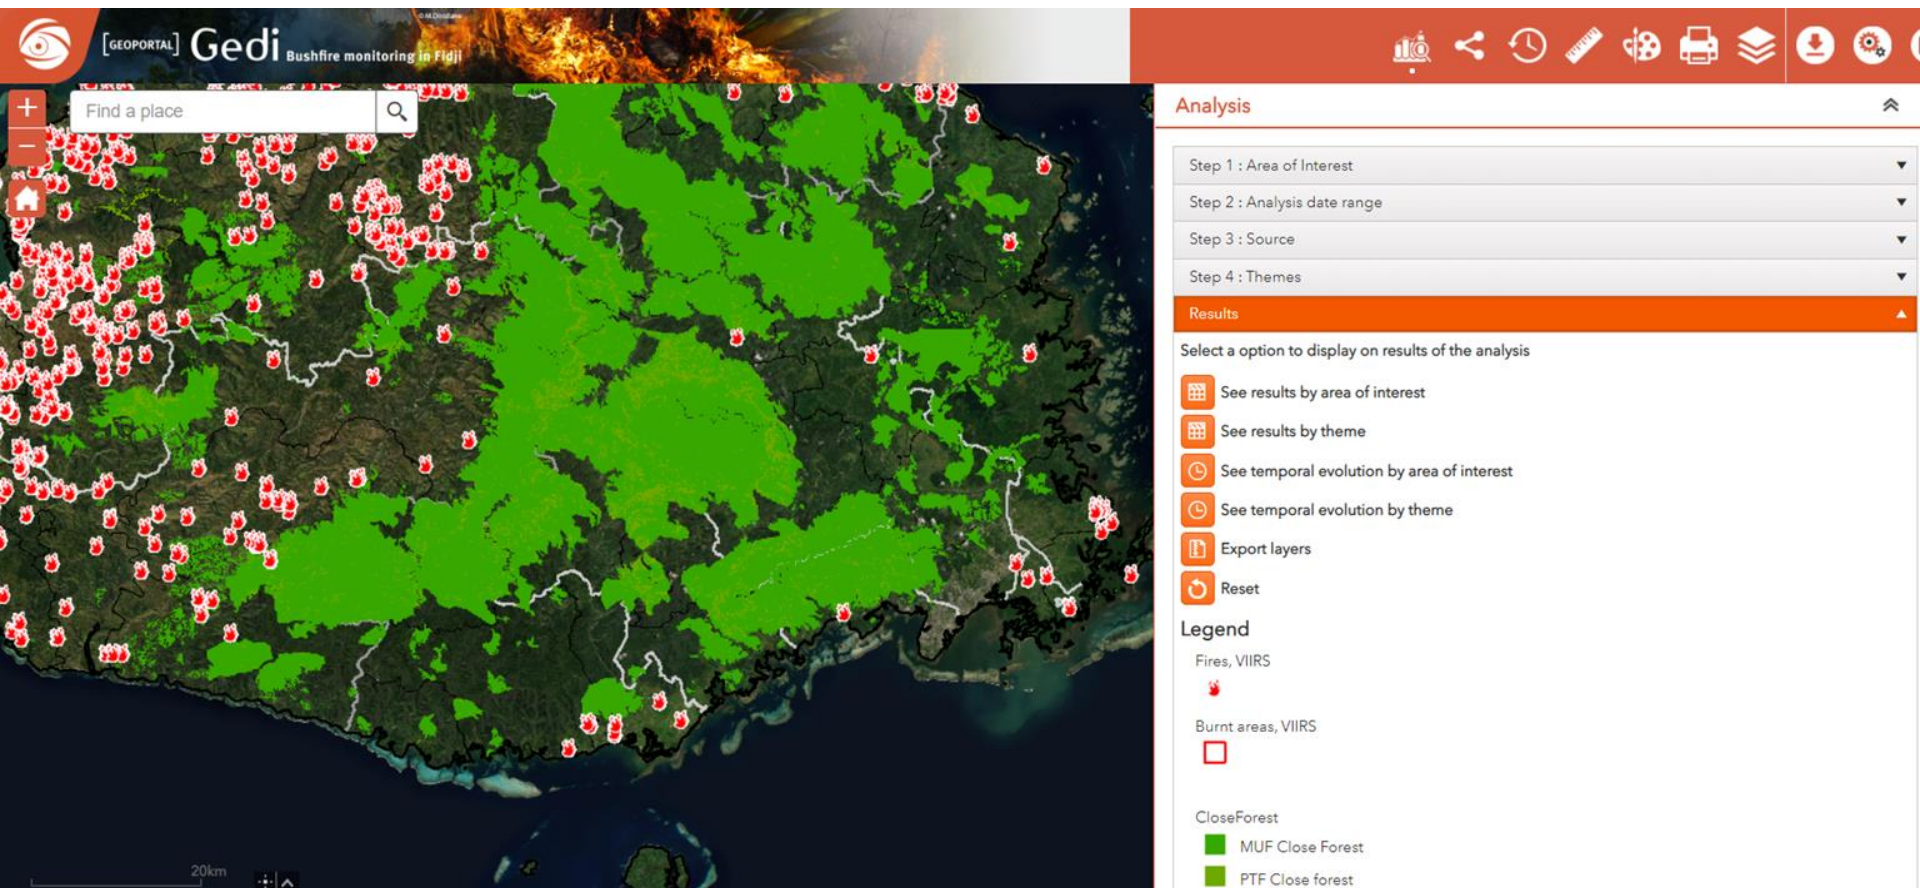 © M.Dosdane
[GEOPORTAL] Gedi Bushfire monitoring in Fidji
Find a place
Analysis
Step 1 : Area of Interest
Step 2 : Analysis date range
Step 3 : Source
Step 4 : Themes
Results
Select a option to display on results of the analysis
See results by area of interest
See results by theme
See temporal evolution by area of interest
See temporal evolution by theme
Export layers
Reset
Legend
Fires, VIIRS
Burnt areas, VIIRS
CloseForest
MUF Close Forest
PTF Close forest
20km